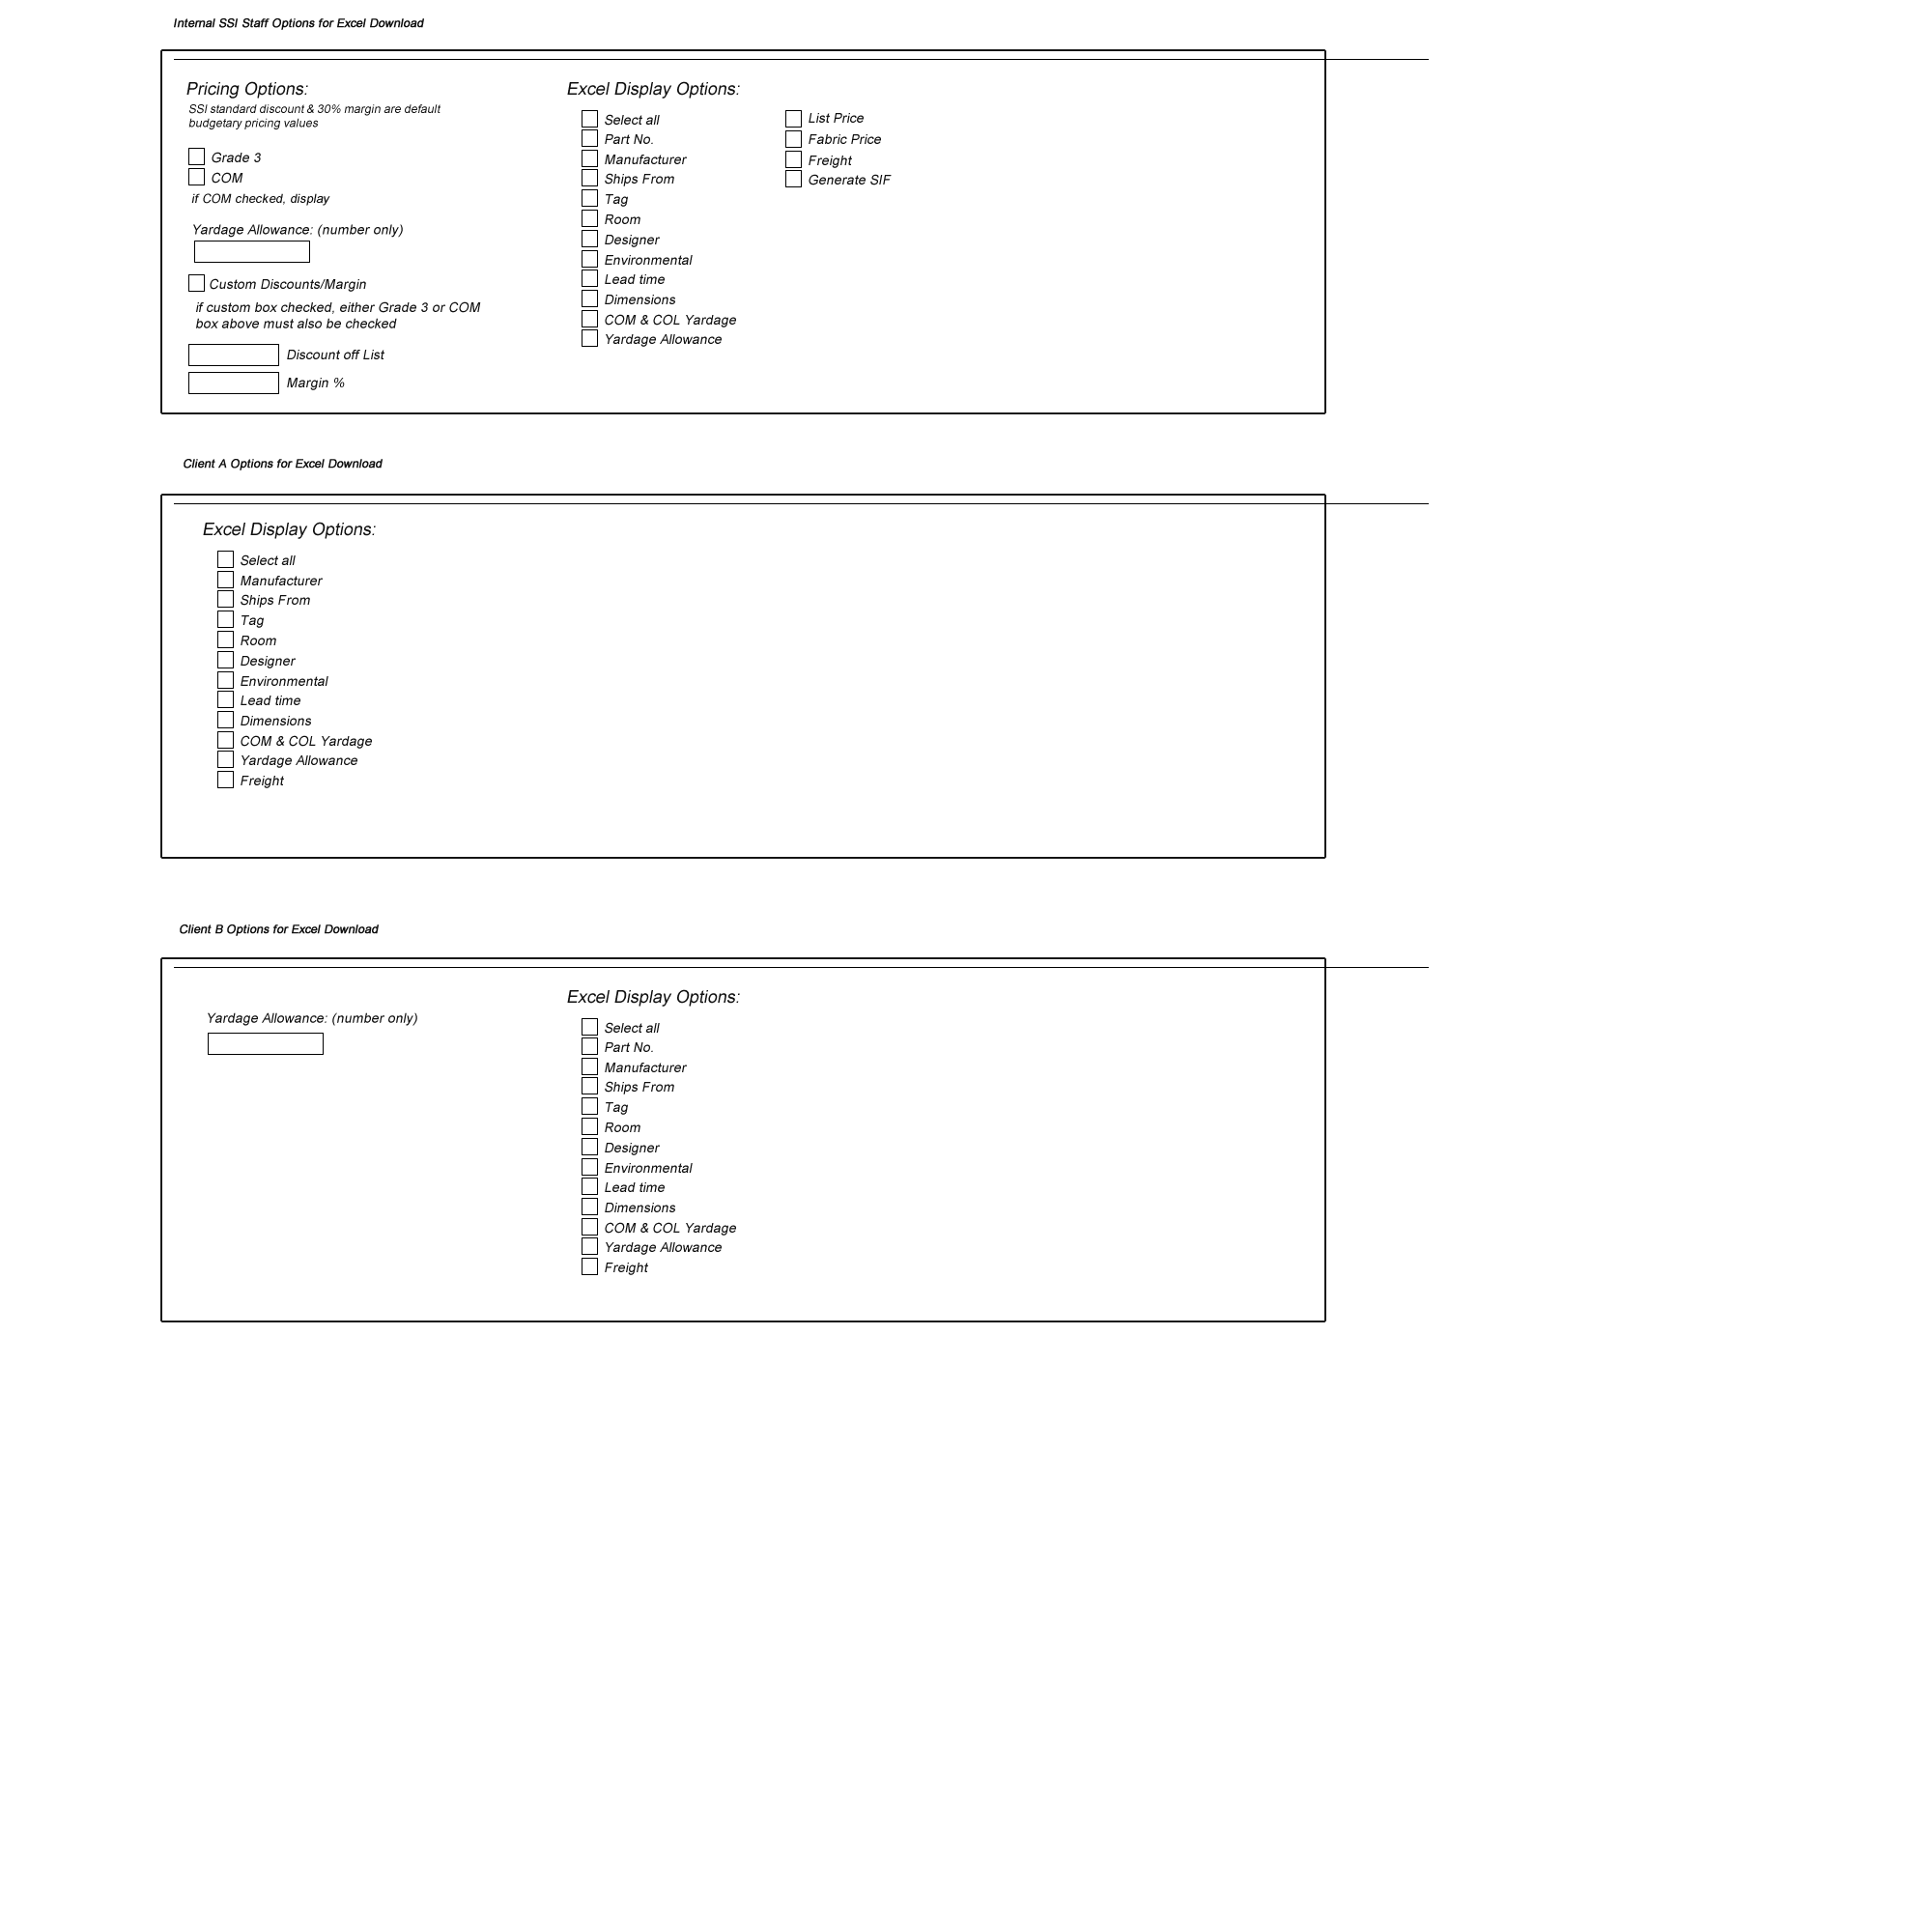 Internal SSI Staff Options for Excel Download
Pricing Options:
SSI standard discount & 30% margin are default
budgetary pricing values
Grade 3
COM
if COM checked, display
Yardage Allowance: (number only)
Custom Discounts/Margin
if custom box checked, either Grade 3 or COM
box above must also be checked
Discount off List
Margin %
Excel Display Options:
Select all
Part No.
Manufacturer
Ships From
Tag
Room
Designer
Environmental
Lead time
Dimensions
COM & COL Yardage
Yardage Allowance
List Price
Fabric Price
Freight
Generate SIF
Client A Options for Excel Download
Excel Display Options:
Select all
Manufacturer
Ships From
Tag
Room
Designer
Environmental
Lead time
Dimensions
COM & COL Yardage
Yardage Allowance
Freight
Client B Options for Excel Download
Yardage Allowance: (number only)
Excel Display Options:
Select all
Part No.
Manufacturer
Ships From
Tag
Room
Designer
Environmental
Lead time
Dimensions
COM & COL Yardage
Yardage Allowance
Freight